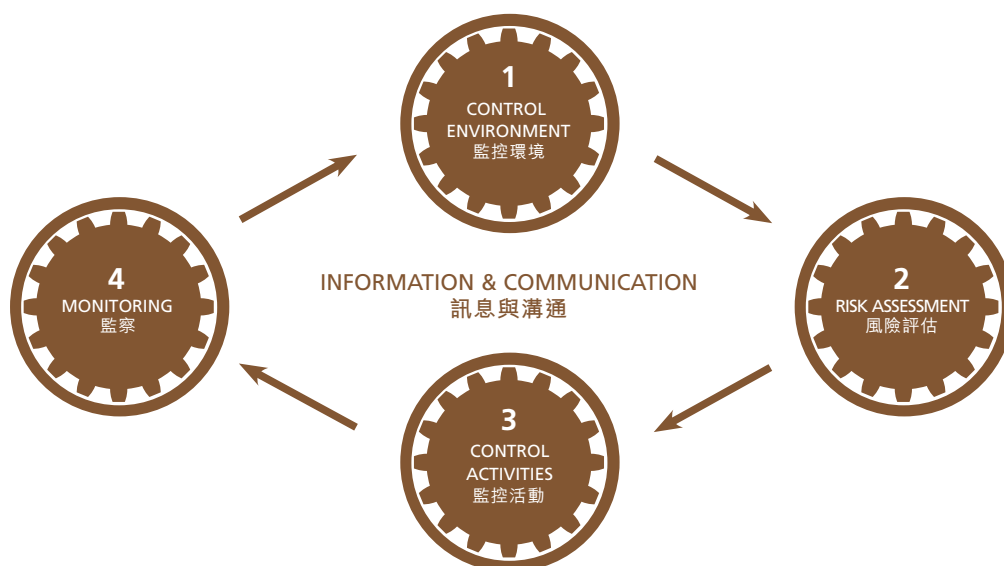 1
CONTROL
ENVIRONMENT
監控環境
4
MONITORING
監察
INFORMATION & COMMUNICATION
訊息與溝通
2
RISK ASSESSMENT
風險評估
3
CONTROL
ACTIVITIES
監控活動